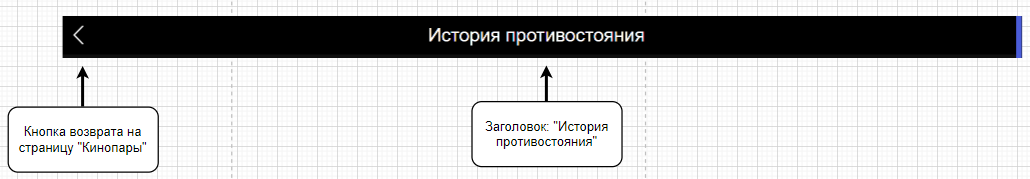 История противостояния
Кнопка возврата на
страницу "Кинопары"
Заголовок: "История
противостояния"